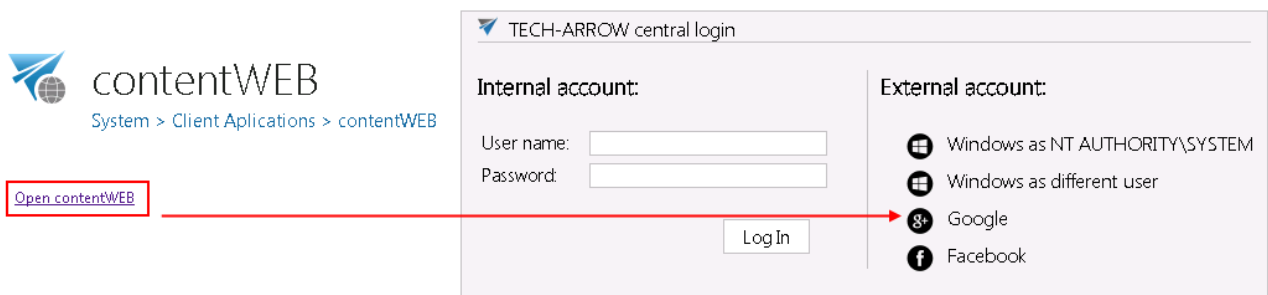 contentWEB
System > Client Aplications > contentWEB
Open contentWEB
TECH-ARROW central login
Internal account:
User name:
Password:
Log In
External account:
Windows as NT AUTHORITY\SYSTEM
Windows as different user
8+ Google
f Facebook